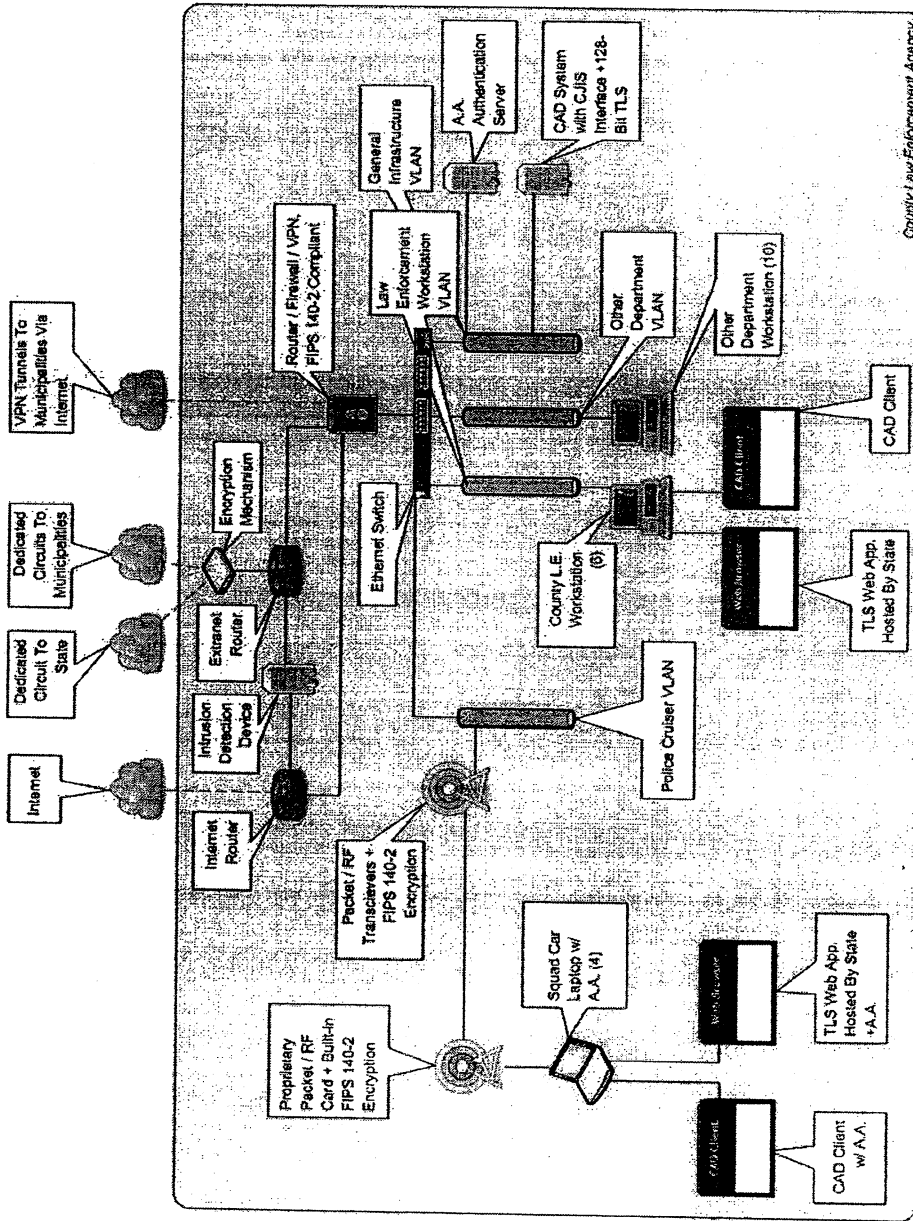 Internet
Dedicated
Circuit To
State
Dedicated
Circuits To
Municipalities
VPN Tunnels To
Municipalities Via
Internet
Internet
Router
Intrusion
Detection
Device
Extranet
Router
Encryption
Mechanism
Router / Firewall / VPN,
FIPS 140-2 Compliant
Ethernet Switch
Law
Enforcement
Workstation
VLAN
General
Infrastructure
VLAN
A.A.
Authentication
Server
CAD System
with CJIS
Interface +128-
Bit TLS
Packet / RF
Transcievers +
FIPS 140-2
Encryption
Proprietary
Packet / RF
Card + Built-In
FIPS 140-2
Encryption
Police Cruiser VLAN
County L.E.
Workstation
(6)
Other
Department
VLAN
Other
Department
Workstation (10)
Squad Car
Laptop w/
A.A. (4)
CAD Client
Web Browser
Web Browser
CAD Client
CAD Client
w/ A.A.
TLS Web App.
Hosted By State
+A.A.
TLS Web App.
Hosted By State
CAD Client
County Law Enforcement Agency